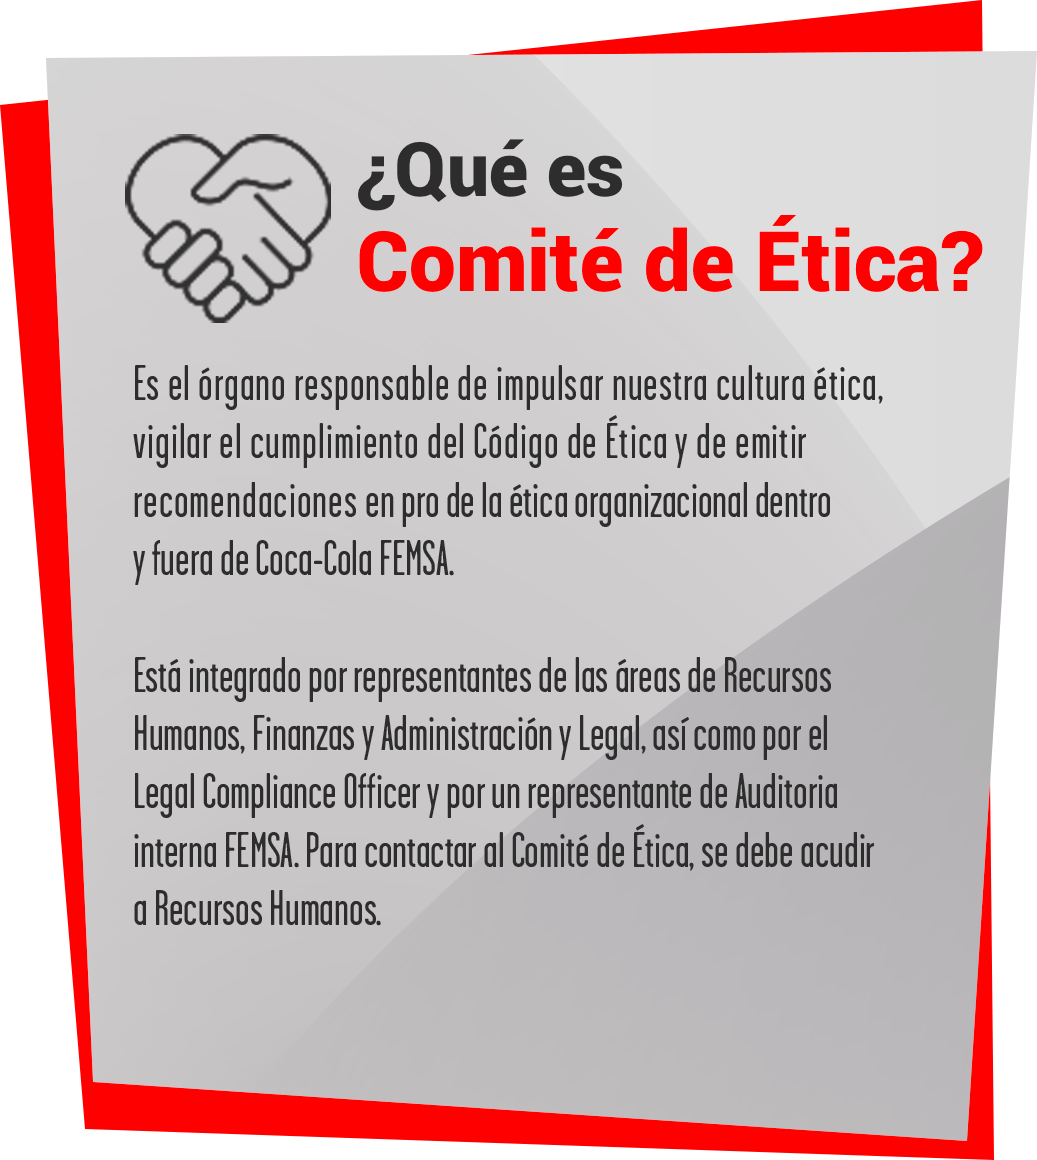 ¿Qué es
Comité de Ética?
Es el órgano responsable de impulsar nuestra cultura ética,
vigilar el cumplimiento del Código de Ética y de emitir
recomendaciones en pro de la ética organizacional dentro
y fuera de Coca-Cola FEMSA.
Está integrado por representantes de las áreas de Recursos
Humanos, Finanzas y Administración y Legal, así como por el
Legal Compliance Officer y por un representante de Auditoria
interna FEMSA. Para contactar al Comité de Ética, se debe acudir
a Recursos Humanos.